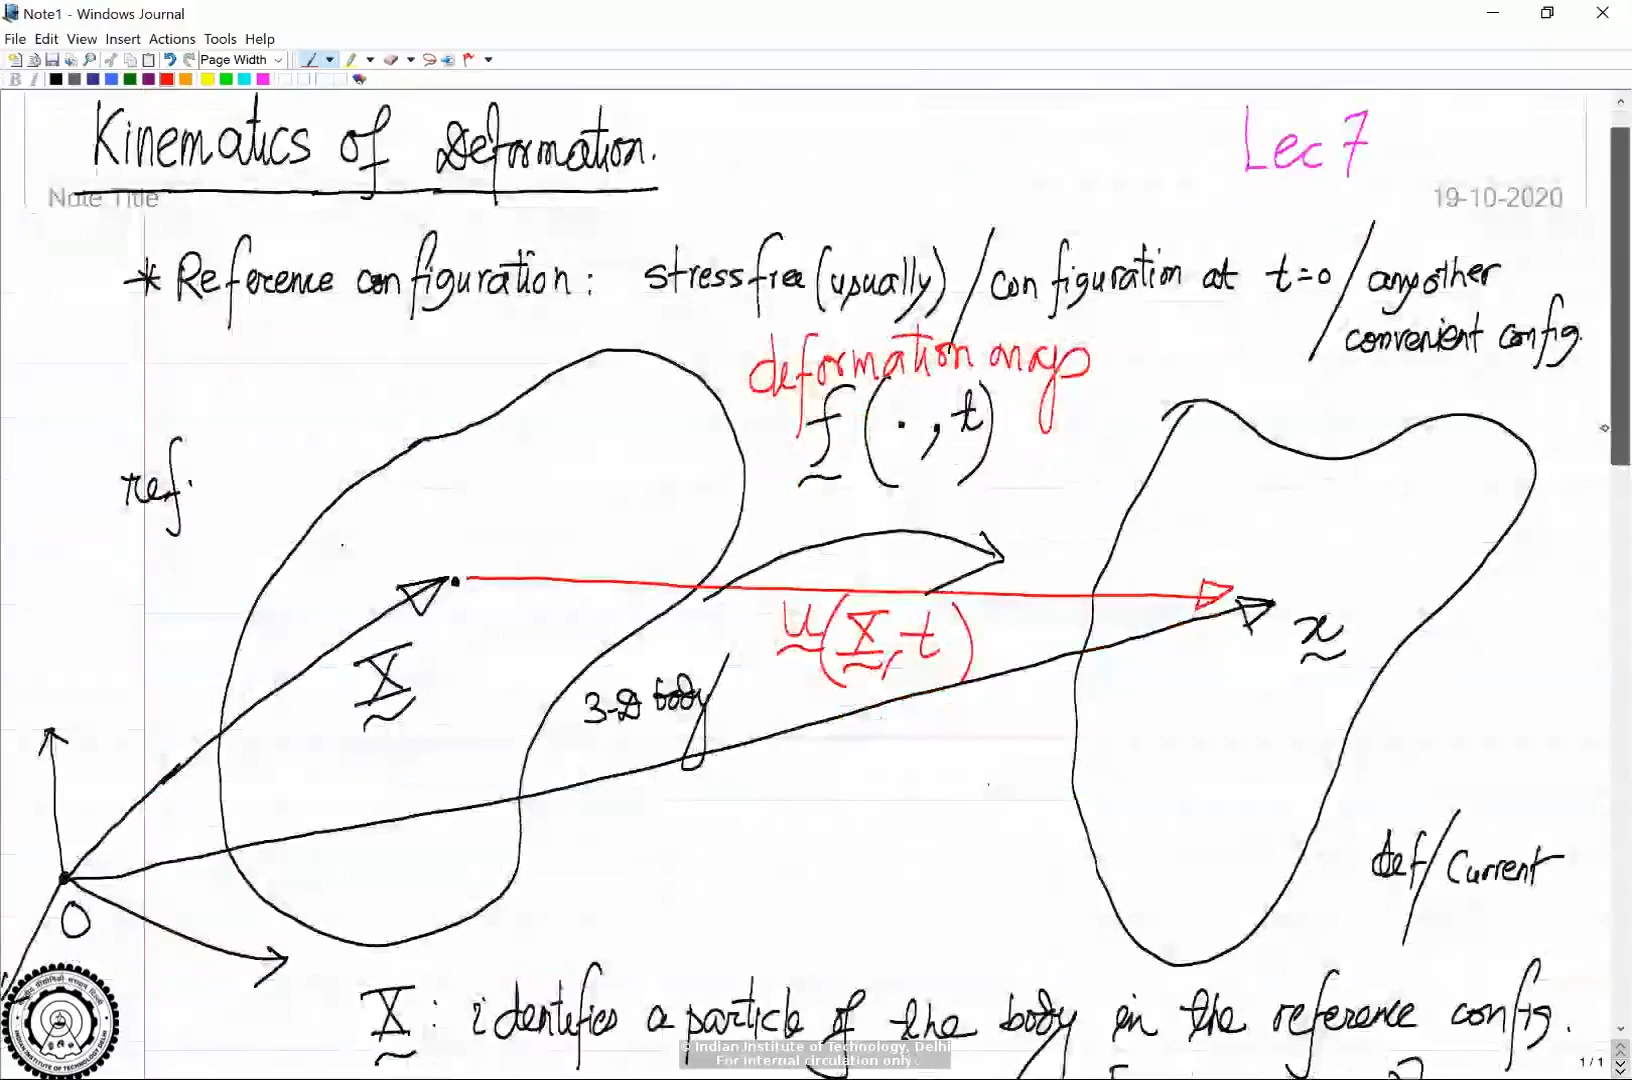 Note1 - Windows Journal
File Edit View Insert Actions Tools Help
Page Width
B I
Kinematics of Deformation.
Lec 7
Note Title
19-10-2020
* Reference configuration: stress free (usually) / configuration at t=0 / any other
convenient config.
deformation map
f ( · , t )
ref.
u(X, t)
x
X
3-D body
def/Current
O
X : identifies a particle of the body in the reference config.
© Indian Institute of Technology, Delhi
For internal circulation only
1 / 1